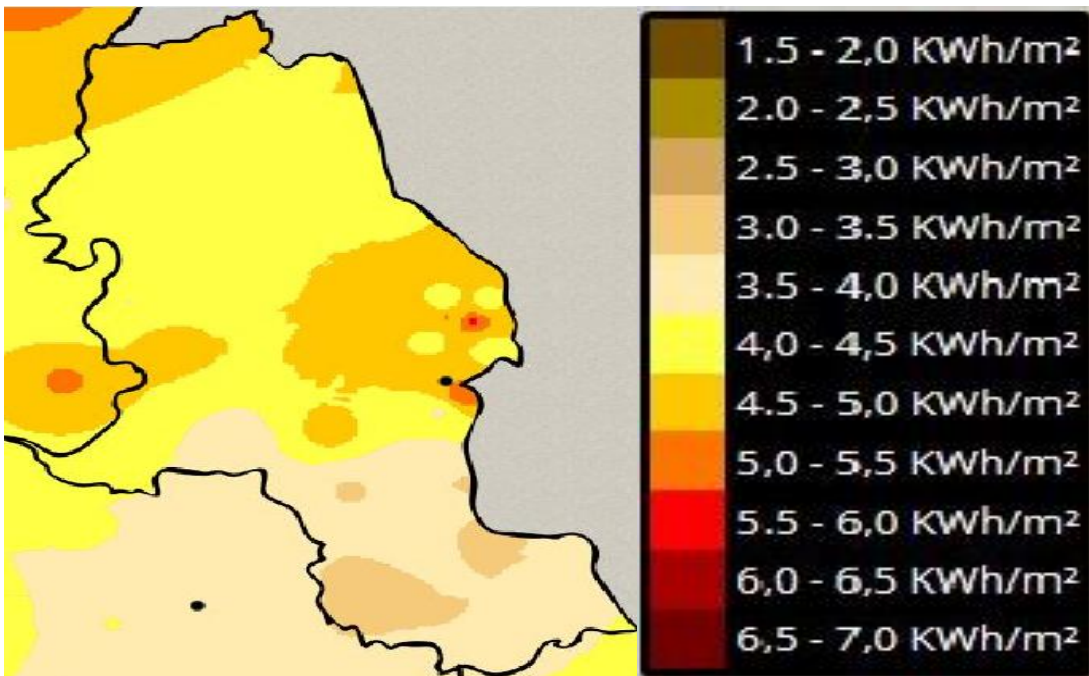 1.5 - 2,0 KWh/m²
2.0 - 2,5 KWh/m²
2.5 - 3,0 KWh/m²
3.0 - 3.5 KWh/m²
3.5 - 4,0 KWh/m²
4,0 - 4,5 KWh/m²
4.5 - 5,0 KWh/m²
5,0 - 5,5 KWh/m²
5.5 - 6,0 KWh/m²
6,0 - 6,5 KWh/m²
6,5 - 7,0 KWh/m²